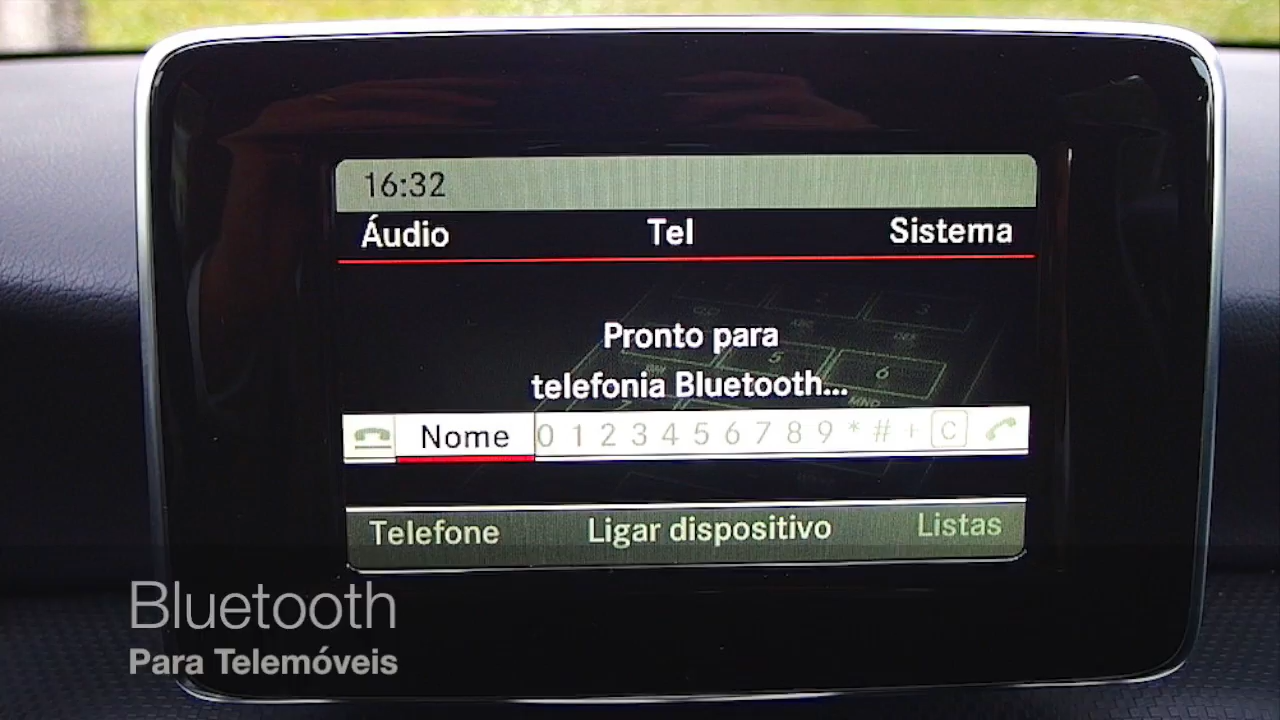 16:32
Áudio Tel Sistema
Pronto para
telefonia Bluetooth...
Nome 0 1 2 3 4 5 6 7 8 9 * # + C
Telefone Ligar dispositivo Listas
Bluetooth
Para Telemóveis